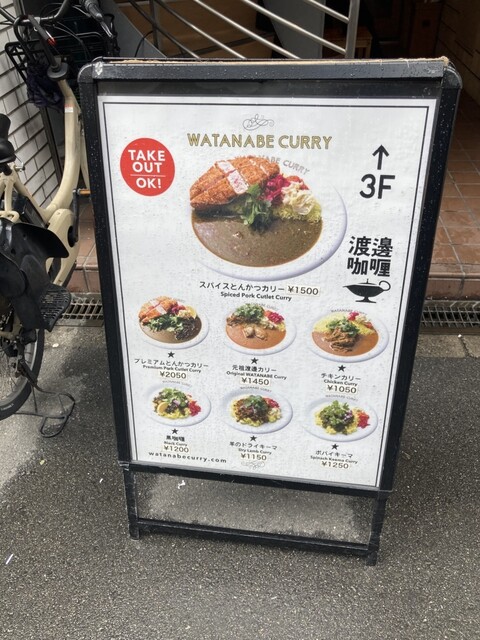 WATANABE CURRY
TAKE
OUT
OK!
WATANABE CURRY
↑
3F
渡邊
咖喱
スパイスとんかつカリー ¥1500
Spiced Pork Cutlet Curry
★
プレミアムとんかつカリー
Premium Pork Cutlet Curry
¥2050
★
元祖渡邊カリー
Original WATANABE Curry
¥1450
★
チキンカリー
Chicken Curry
¥1050
★
黒咖喱
Black Curry
¥1200
★
羊のドライキーマ
Dry Lamb Curry
¥1150
★
ポパイキーマ
Spinach Keema Curry
¥1250
watanabecurry.com